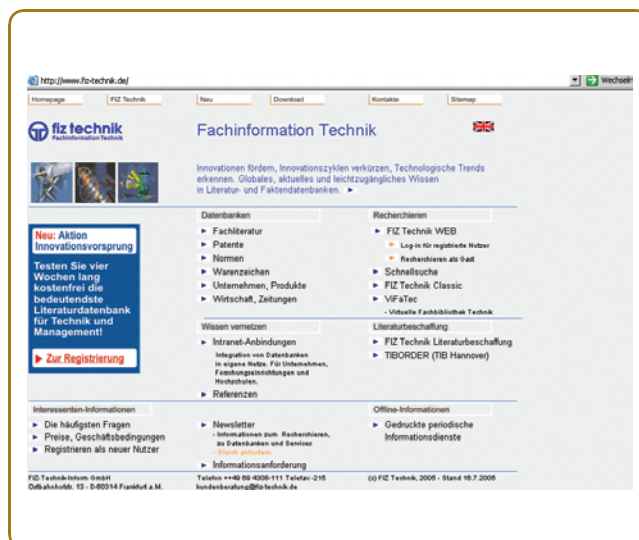 http://www.fiz-technik.de/
Wechseln
Homepage
FIZ Technik
Neu
Download
Kontakte
Sitemap
fiz technik
Fachinformation Technik
Fachinformation Technik
Innovationen fördern, Innovationszyklen verkürzen, Technologische Trends
erkennen. Globales, aktuelles und leichtzugängliches Wissen
in Literatur- und Faktendatenbanken.
Neu: Aktion
Innovationsvorsprung
Testen Sie vier
Wochen lang
kostenfrei die
bedeutendste
Literaturdatenbank
für Technik und
Management!
Zur Registrierung
Datenbanken
Fachliteratur
Patente
Normen
Warenzeichen
Unternehmen, Produkte
Wirtschaft, Zeitungen
Recherchieren
FIZ Technik WEB
Log-in für registrierte Nutzer
Recherchieren als Gast
Schnellsuche
FIZ Technik Classic
ViFaTec
- Virtuelle Fachbibliothek Technik
Wissen vernetzen
Intranet-Anbindungen
Integration von Datenbanken
in eigene Netze. Für Unternehmen,
Forschungseinrichtungen und
Hochschulen.
Referenzen
Literaturbeschaffung
FIZ Technik Literaturbeschaffung
TIBORDER (TIB Hannover)
Interessenten-Informationen
Die häufigsten Fragen
Preise, Geschäftsbedingungen
Registrieren als neuer Nutzer
Newsletter
- Informationen zum Recherchieren,
zu Datenbanken und Services
- Gleich anfordern
Informationsanforderung
Offline-Informationen
Gedruckte periodische
Informationsdienste
FIZ-Technik-Inform GmbH
Ostbahnhofstr. 13 - D-60314 Frankfurt a.M.
Telefon ++49 69 4308-111 Telefax -215
kundenberatung@fiz-technik.de
(c) FIZ Technik, 2005 - Stand 15.7.2005